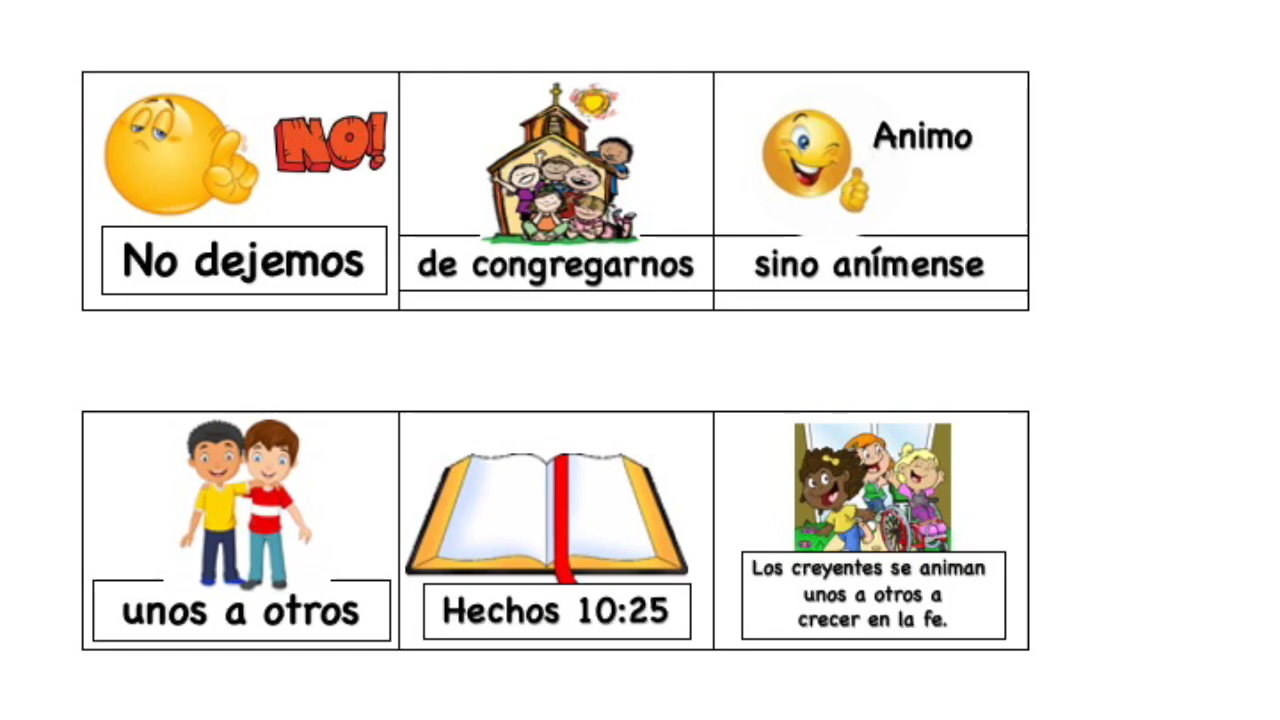 NO!
Animo
No dejemos
de congregarnos
sino anímense
unos a otros
Hechos 10:25
Los creyentes se animan
unos a otros a
crecer en la fe.